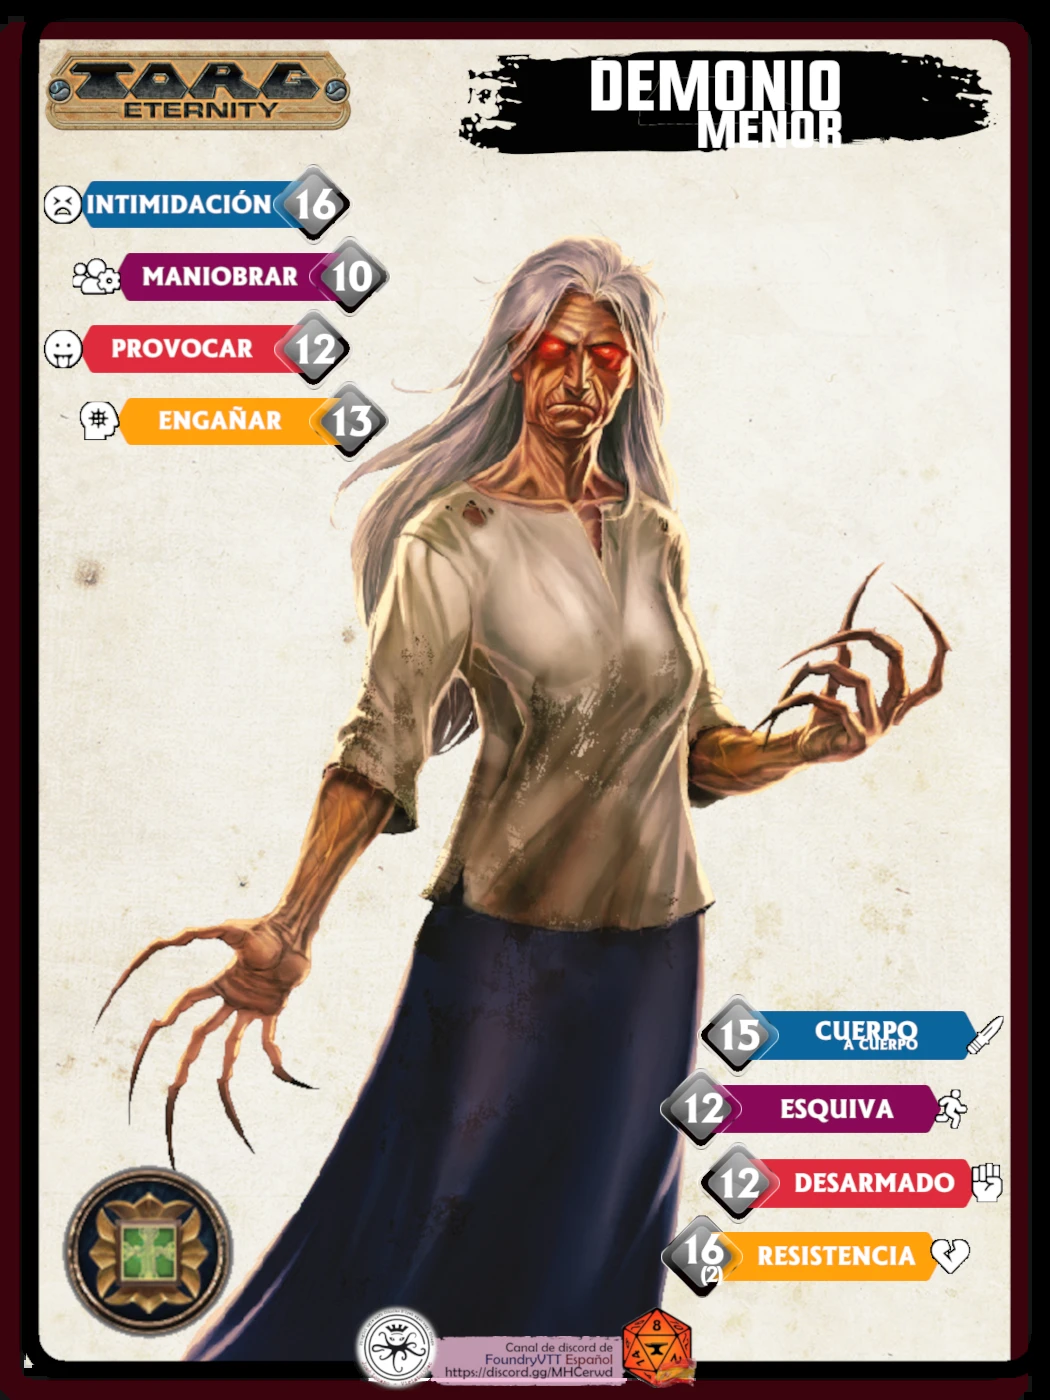 TORG
ETERNITY
DEMONIO
MENOR
INTIMIDACIÓN 16
MANIOBRAR 10
PROVOCAR 12
ENGAÑAR 13
15 CUERPO
A CUERPO
12 ESQUIVA
12 DESARMADO
16 RESISTENCIA
(2)
Canal de discord de
FoundryVTT Español
https://discord.gg/MHCerwd
8